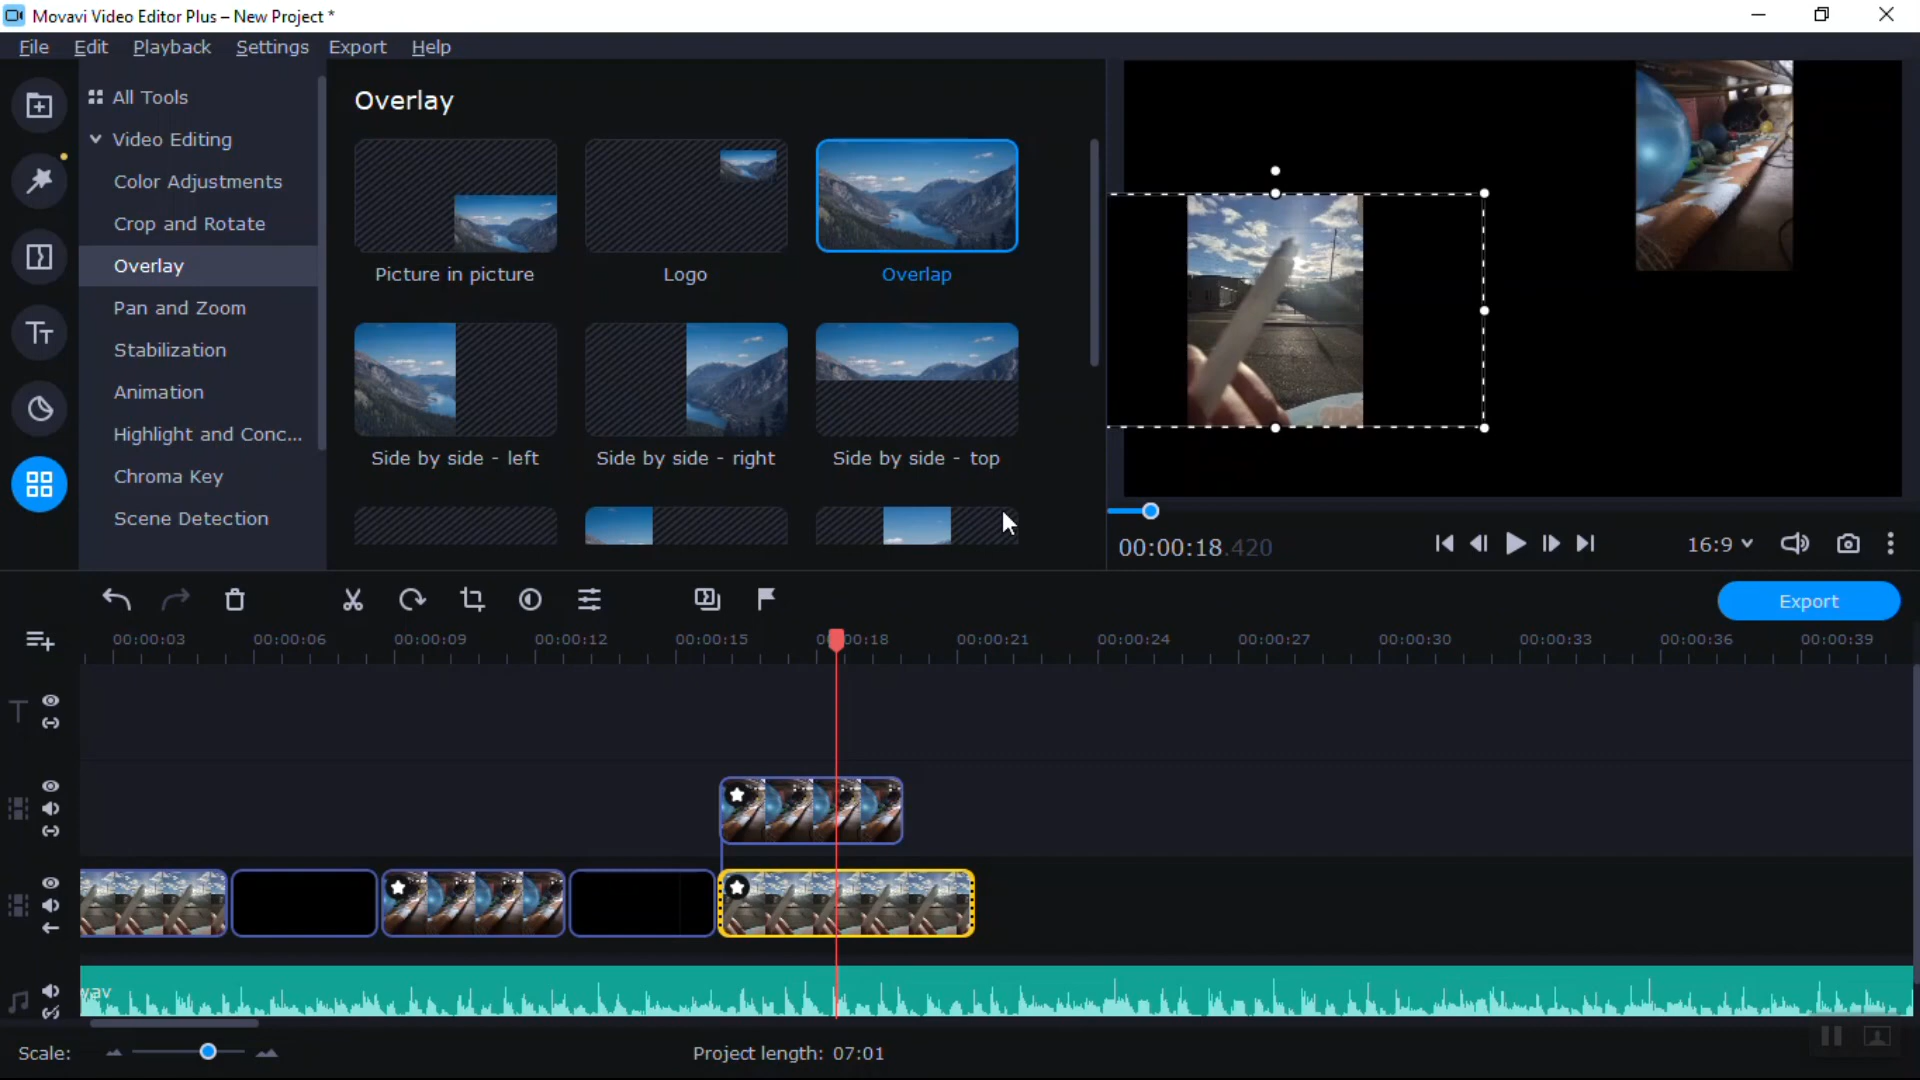 Movavi Video Editor Plus – New Project *
File Edit Playback Settings Export Help
All Tools
Video Editing
Color Adjustments
Crop and Rotate
Overlay
Pan and Zoom
Stabilization
Animation
Highlight and Conc...
Chroma Key
Scene Detection
Overlay
Picture in picture
Logo
Overlap
Side by side - left
Side by side - right
Side by side - top
00:00:18.420
16:9
Export
00:00:03 00:00:06 00:00:09 00:00:12 00:00:15 00:00:18 00:00:21 00:00:24 00:00:27 00:00:30 00:00:33 00:00:36 00:00:39
wav
Scale:
Project length: 07:01